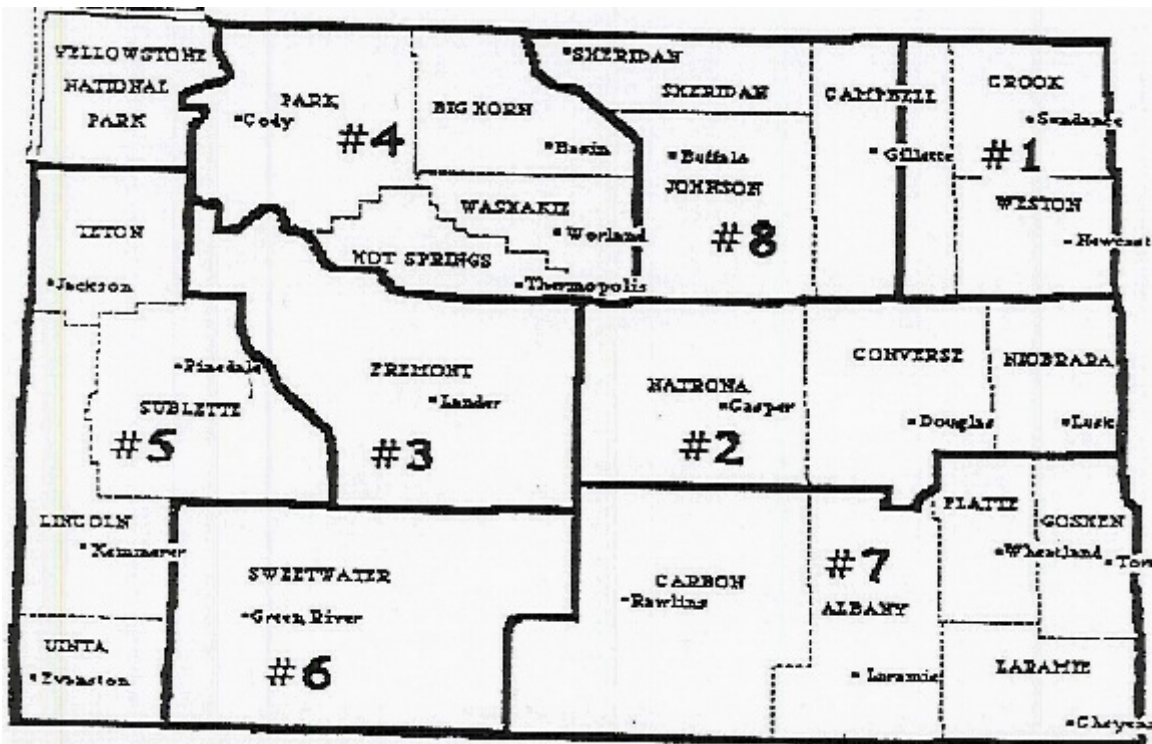 YELLOWSTONE
NATIONAL
PARK
PARK
Cody
#4
BIG HORN
Basin
SHERIDAN
SHERIDAN
CAMPBELL
CROOK
Sundance
Buffalo
JOHNSON
Gillette
#1
WESTON
Newcast
TETON
Jackson
WASHAKIE
Worland
#8
HOT SPRINGS
Thermopolis
Pinedale
SUBLETTE
#5
FREMONT
Lander
#3
NATRONA
Casper
#2
CONVERSE
Douglas
NIOBRARA
Lusk
LINCOLN
Kemmerer
SWEETWATER
Green River
#6
CARBON
Rawlins
#7
ALBANY
PLATTE
Wheatland
GOSHEN
Torr
UINTA
Evanston
Laramie
LARAMIE
Cheyenn